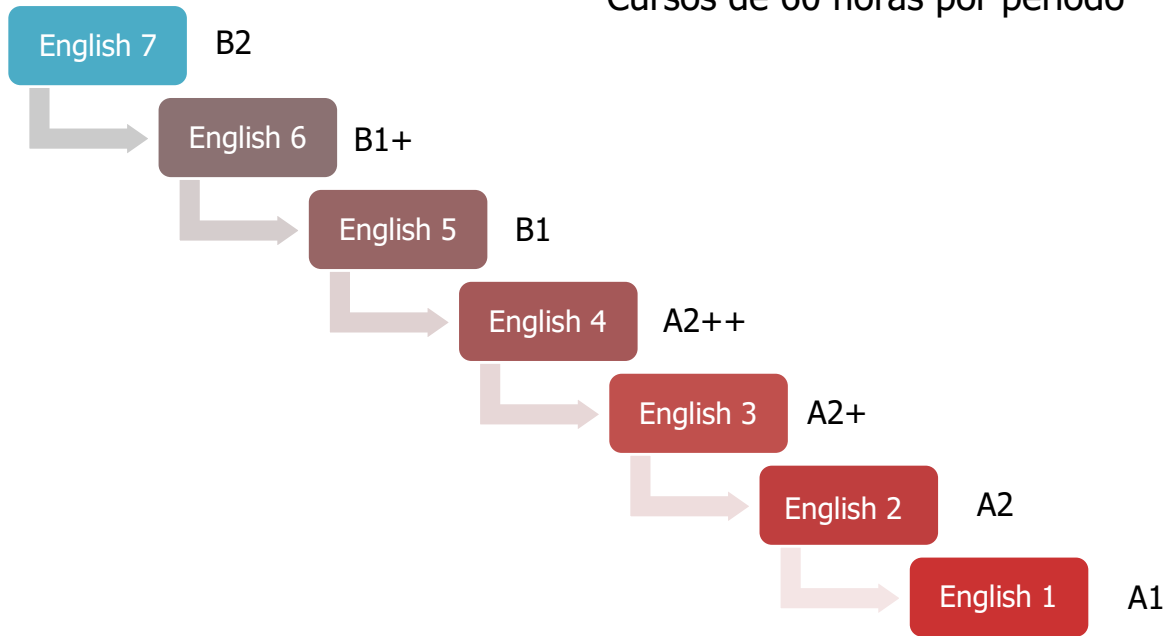 Cursos de 60 horas por período
English 7
B2
English 6
B1+
English 5
B1
English 4
A2++
English 3
A2+
English 2
A2
English 1
A1